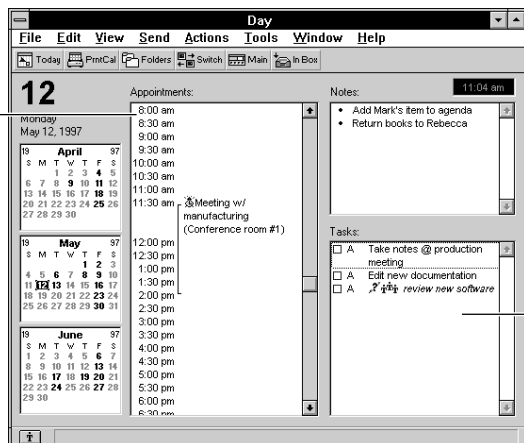 Day
File Edit View Send Actions Tools Window Help
Today PrntCal Folders Switch Main In Box
12
Monday
May 12, 1997
19 April 97
S M T W T F S
1 2 3 4 5
6 7 8 9 10 11 12
13 14 15 16 17 18 19
20 21 22 23 24 25 26
27 28 29 30
19 May 97
S M T W T F S
1 2 3
4 5 6 7 8 9 10
11 12 13 14 15 16 17
18 19 20 21 22 23 24
25 26 27 28 29 30 31
19 June 97
S M T W T F S
1 2 3 4 5 6 7
8 9 10 11 12 13 14
15 16 17 18 19 20 21
22 23 24 25 26 27 28
29 30
Appointments:
8:00 am
8:30 am
9:00 am
9:30 am
10:00 am
10:30 am
11:00 am
11:30 am Meeting w/
manufacturing
(Conference room #1)
12:00 pm
12:30 pm
1:00 pm
1:30 pm
2:00 pm
2:30 pm
3:00 pm
3:30 pm
4:00 pm
4:30 pm
5:00 pm
5:30 pm
6:00 pm
6:30 pm
Notes:
11:04 am
• Add Mark's item to agenda
• Return books to Rebecca
Tasks:
A Take notes @ production
meeting
A Edit new documentation
A review new software